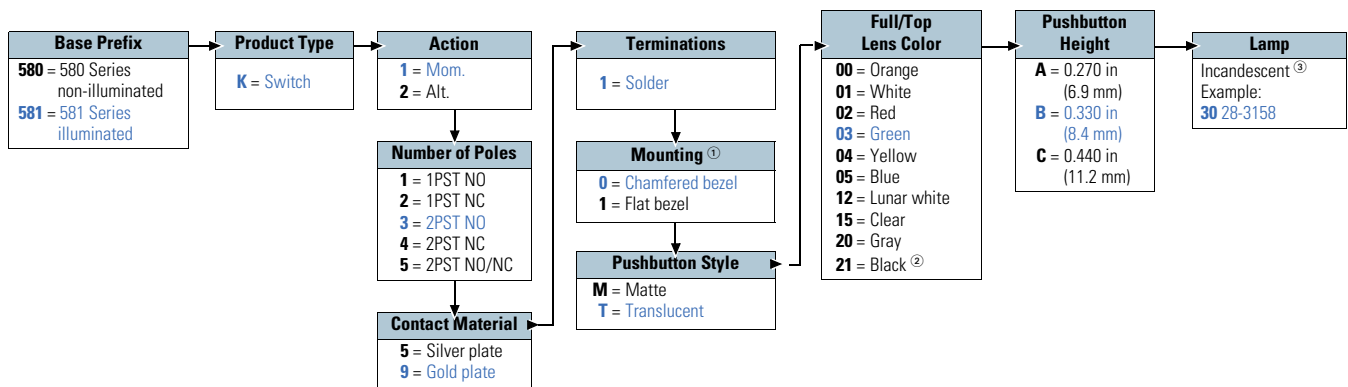 Base Prefix
580 = 580 Series
non-illuminated
581 = 581 Series
illuminated
Product Type
K = Switch
Action
1 = Mom.
2 = Alt.
Number of Poles
1 = 1PST NO
2 = 1PST NC
3 = 2PST NO
4 = 2PST NC
5 = 2PST NO/NC
Contact Material
5 = Silver plate
9 = Gold plate
Terminations
1 = Solder
Mounting ①
0 = Chamfered bezel
1 = Flat bezel
Pushbutton Style
M = Matte
T = Translucent
Full/Top
Lens Color
00 = Orange
01 = White
02 = Red
03 = Green
04 = Yellow
05 = Blue
12 = Lunar white
15 = Clear
20 = Gray
21 = Black ②
Pushbutton
Height
A = 0.270 in
(6.9 mm)
B = 0.330 in
(8.4 mm)
C = 0.440 in
(11.2 mm)
Lamp
Incandescent ③
Example:
30 28-3158